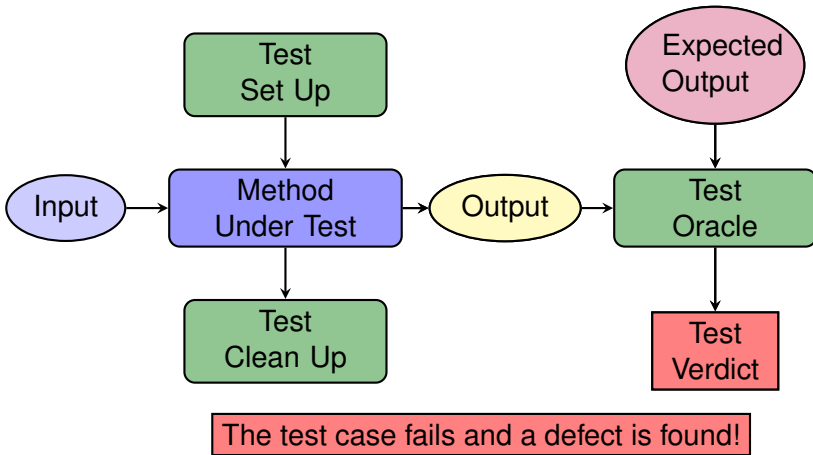 Test
Set Up
Expected
Output
Input
Method
Under Test
Output
Test
Oracle
Test
Clean Up
Test
Verdict
The test case fails and a defect is found!